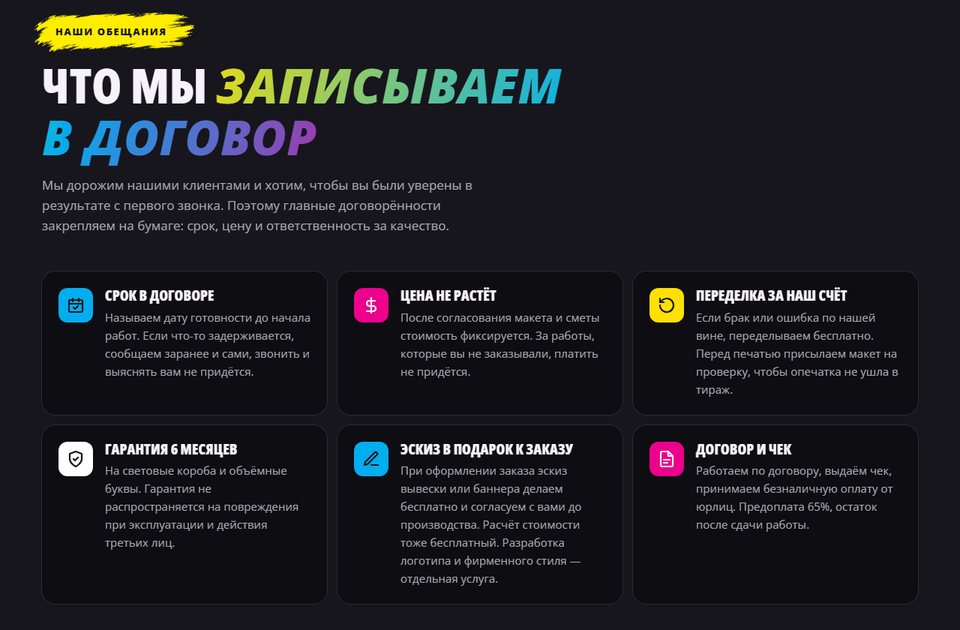 НАШИ ОБЕЩАНИЯ
ЧТО МЫ ЗАПИСЫВАЕМ
В ДОГОВОР
Мы дорожим нашими клиентами и хотим, чтобы вы были уверены в
результате с первого звонка. Поэтому главные договорённости
закрепляем на бумаге: срок, цену и ответственность за качество.
СРОК В ДОГОВОРЕ
Называем дату готовности до начала
работ. Если что-то задерживается,
сообщаем заранее и сами, звонить и
выяснять вам не придётся.
ЦЕНА НЕ РАСТЁТ
После согласования макета и сметы
стоимость фиксируется. За работы,
которые вы не заказывали, платить
не придётся.
ПЕРЕДЕЛКА ЗА НАШ СЧЁТ
Если брак или ошибка по нашей
вине, переделываем бесплатно.
Перед печатью присылаем макет на
проверку, чтобы опечатка не ушла в
тираж.
ГАРАНТИЯ 6 МЕСЯЦЕВ
На световые короба и объёмные
буквы. Гарантия не
распространяется на повреждения
при эксплуатации и действия
третьих лиц.
ЭСКИЗ В ПОДАРОК К ЗАКАЗУ
При оформлении заказа эскиз
вывески или баннера делаем
бесплатно и согласуем с вами до
производства. Расчёт стоимости
тоже бесплатный. Разработка
логотипа и фирменного стиля —
отдельная услуга.
ДОГОВОР И ЧЕК
Работаем по договору, выдаём чек,
принимаем безналичную оплату от
юрлиц. Предоплата 65%, остаток
после сдачи работы.